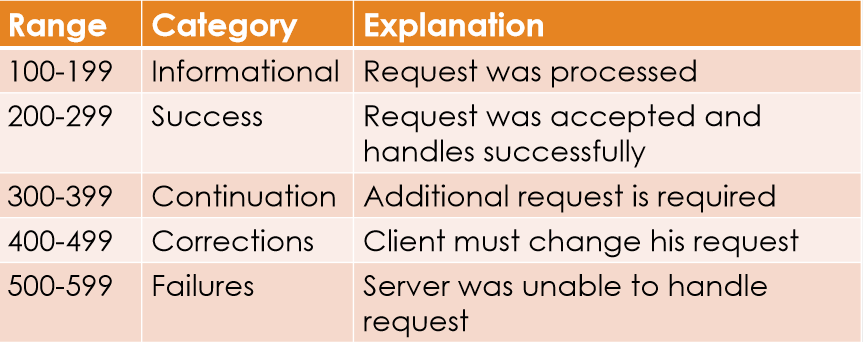 Range Category Explanation
100-199 Informational Request was processed
200-299 Success Request was accepted and
handles successfully
300-399 Continuation Additional request is required
400-499 Corrections Client must change his request
500-599 Failures Server was unable to handle
request